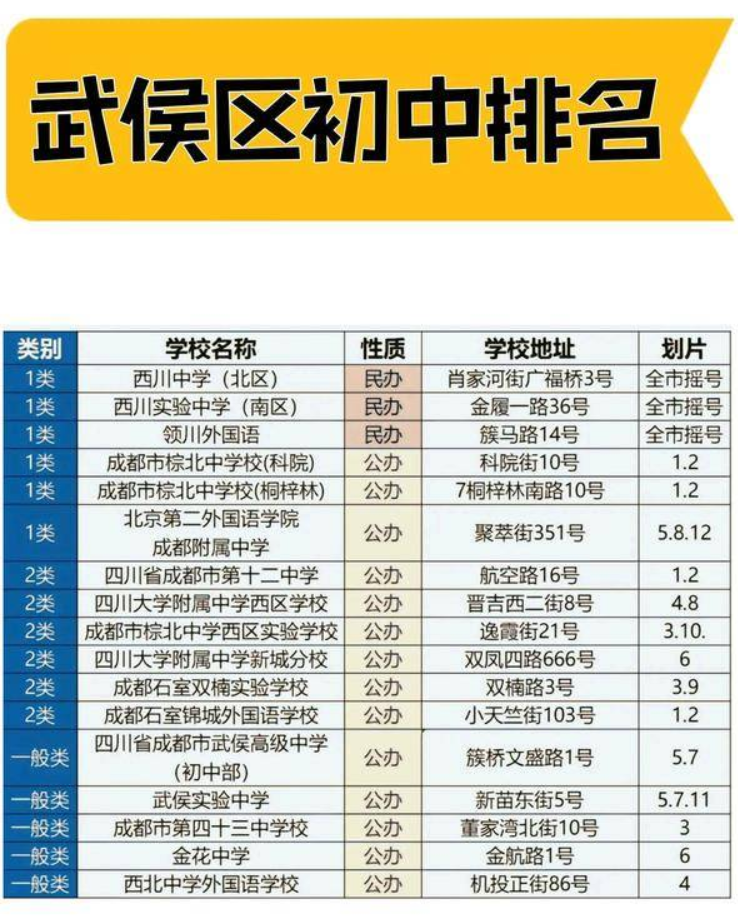 武侯区初中排名
类别 学校名称 性质 学校地址 划片
1类 西川中学（北区） 民办 肖家河街广福桥3号 全市摇号
1类 西川实验中学（南区） 民办 金履一路36号 全市摇号
1类 领川外国语 民办 簇马路14号 全市摇号
1类 成都市棕北中学校(科院) 公办 科院街10号 1.2
1类 成都市棕北中学校(桐梓林) 公办 7桐梓林南路10号 1.2
1类 北京第二外国语学院
成都附属中学 公办 聚萃街351号 5.8.12
2类 四川省成都市第十二中学 公办 航空路16号 1.2
2类 四川大学附属中学西区学校 公办 晋吉西二街8号 4.8
2类 成都市棕北中学西区实验学校 公办 逸霞街21号 3.10.
2类 四川大学附属中学新城分校 公办 双凤四路666号 6
2类 成都石室双楠实验学校 公办 双楠路3号 3.9
2类 成都石室锦城外国语学校 公办 小天竺街103号 1.2
一般类 四川省成都市武侯高级中学
（初中部） 公办 簇桥文盛路1号 5.7
一般类 武侯实验中学 公办 新苗东街5号 5.7.11
一般类 成都市第四十三中学校 公办 董家湾北街10号 3
一般类 金花中学 公办 金航路1号 6
一般类 西北中学外国语学校 公办 机投正街86号 4